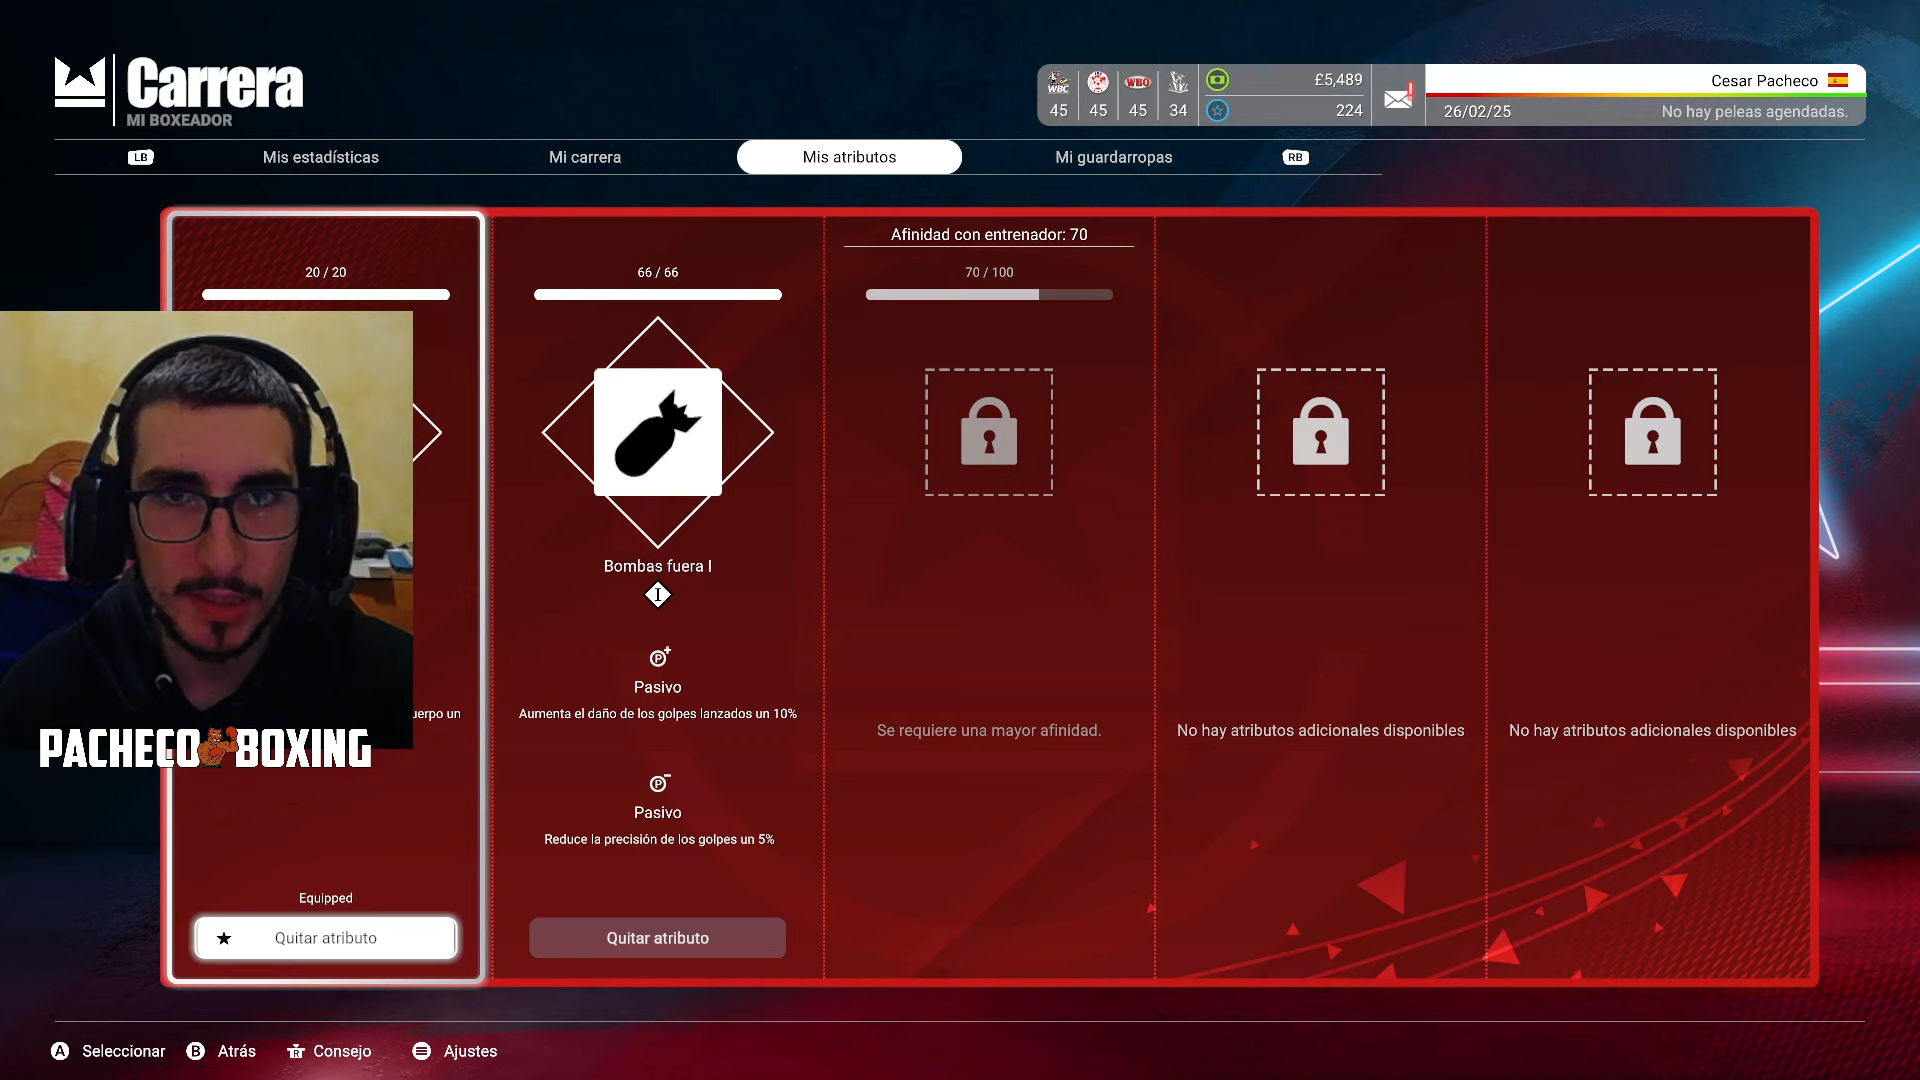 Carrera
MI BOXEADOR
WBC
WBO
45
45
45
34
£5,489
224
Cesar Pacheco
26/02/25
No hay peleas agendadas.
LB
Mis estadísticas
Mi carrera
Mis atributos
Mi guardarropas
RB
Afinidad con entrenador: 70
20 / 20
66 / 66
70 / 100
Bombas fuera I
I
P+
Pasivo
uerpo un
Aumenta el daño de los golpes lanzados un 10%
Se requiere una mayor afinidad.
No hay atributos adicionales disponibles
No hay atributos adicionales disponibles
PACHECO BOXING
P-
Pasivo
Reduce la precisión de los golpes un 5%
Equipped
Quitar atributo
Quitar atributo
A Seleccionar
B Atrás
R Consejo
Ajustes